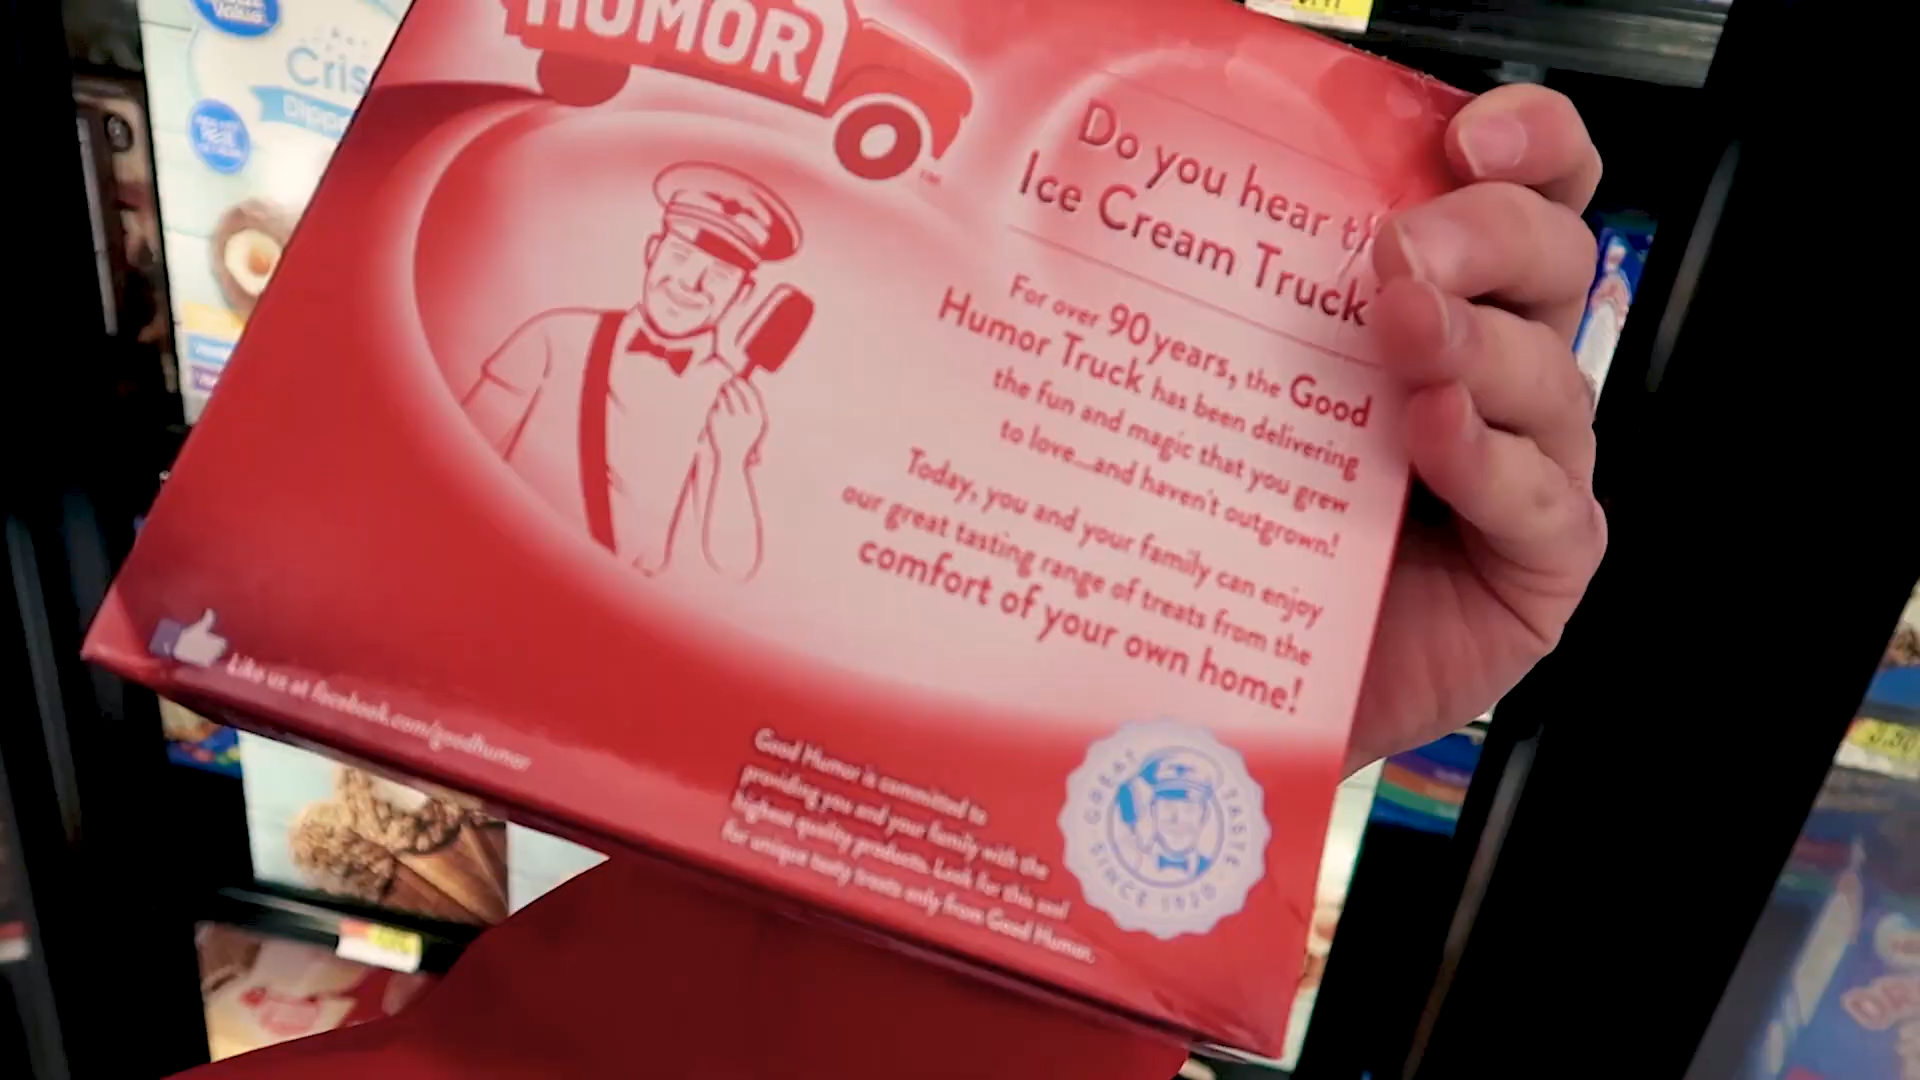 HUMOR
Do you hear th
Ice Cream Truck
For over 90 years, the Good
Humor Truck has been delivering
the fun and magic that you grew
to love...and haven't outgrown!
Today, you and your family can enjoy
our great tasting range of treats from the
comfort of your own home!
Like us at facebook.com/goodhumor
Good Humor is committed to
providing you and your family with the
highest quality products. Look for this seal
for unique tasty treats only from Good Humor.
GREAT TASTE
SINCE 1920
Value
Cris
Dippe